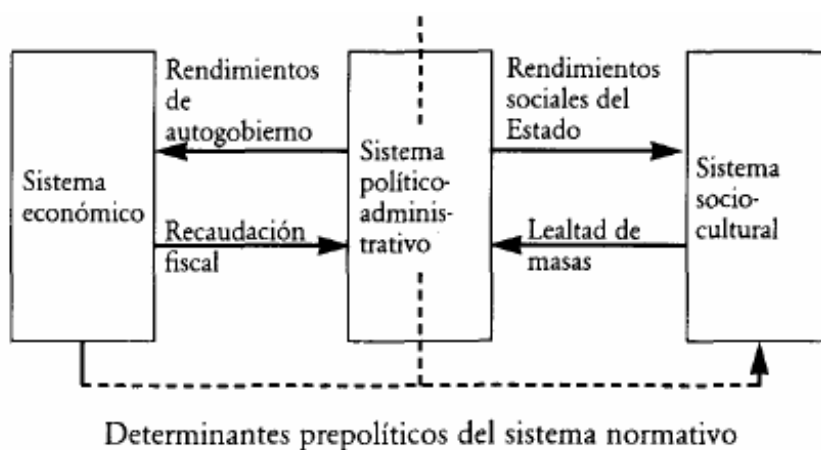 Rendimientos
de
autogobierno
Rendimientos
sociales del
Estado
Sistema
económico
Sistema
político-
adminis-
trativo
Sistema
socio-
cultural
Recaudación
fiscal
Lealtad de
masas
Determinantes prepolíticos del sistema normativo